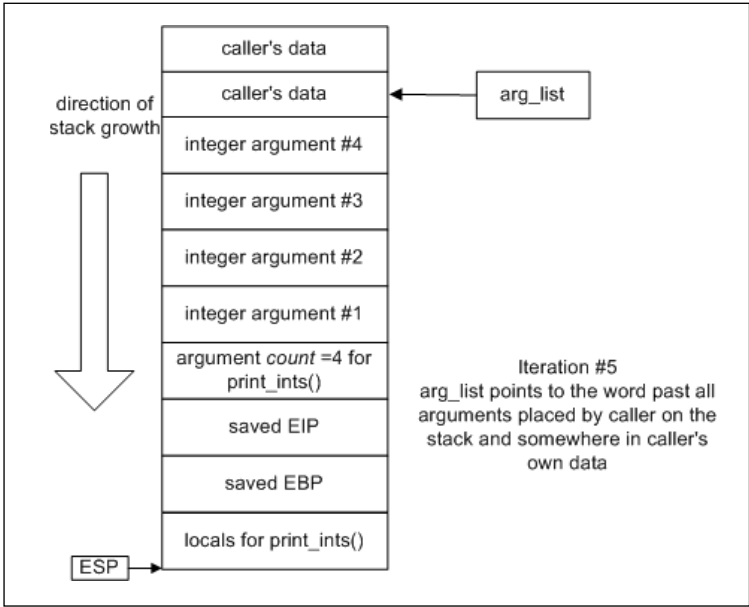 caller's data
caller's data
arg_list
direction of
stack growth
integer argument #4
integer argument #3
integer argument #2
integer argument #1
argument count =4 for
print_ints()
Iteration #5
arg_list points to the word past all
arguments placed by caller on the
stack and somewhere in caller's
own data
saved EIP
saved EBP
locals for print_ints()
ESP